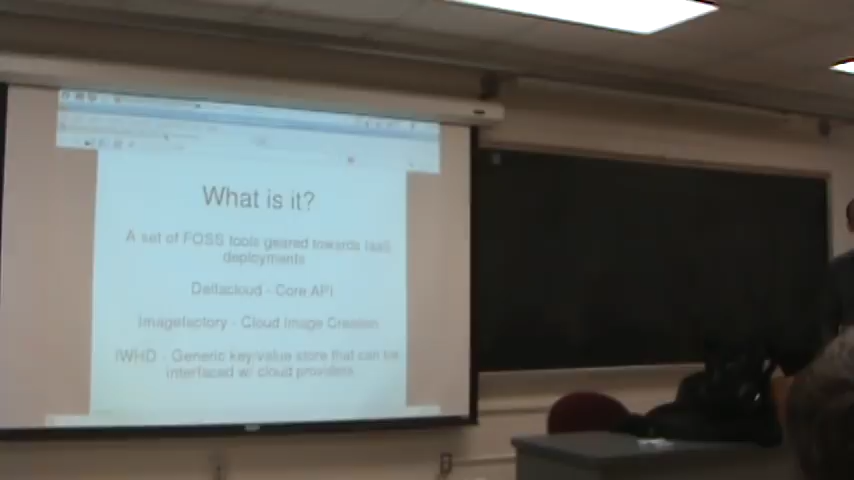 What is it?
A set of FOSS tools geared towards IaaS
deployments
Deltacloud - Core API
Imagefactory - Cloud Image Creation
IWHD - Generic key/value store that can be
interfaced w/ cloud providers